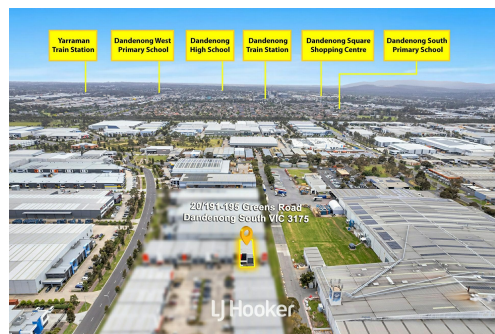 Yarraman
Train Station
Dandenong West
Primary School
Dandenong
High School
Dandenong
Train Station
Dandenong Square
Shopping Centre
Dandenong South
Primary School
20/191-195 Greens Road
Dandenong South VIC 3175
LJ Hooker